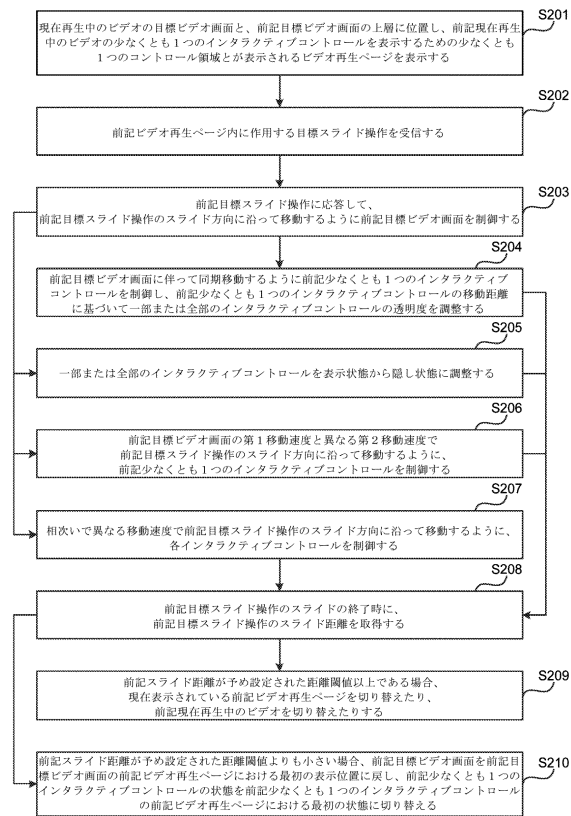 S201
現在再生中のビデオの目標ビデオ画面と、前記目標ビデオ画面の上層に位置し、前記現在再生
中のビデオの少なくとも１つのインタラクティブコントロールを表示するための少なくとも
１つのコントロール領域とが表示されるビデオ再生ページを表示する
S202
前記ビデオ再生ページ内に作用する目標スライド操作を受信する
S203
前記目標スライド操作に応答して、
前記目標スライド操作のスライド方向に沿って移動するように前記目標ビデオ画面を制御する
S204
前記目標ビデオ画面に伴って同期移動するように前記少なくとも１つのインタラクティブ
コントロールを制御し、前記少なくとも１つのインタラクティブコントロールの移動距離
に基づいて一部または全部のインタラクティブコントロールの透明度を調整する
S205
一部または全部のインタラクティブコントロールを表示状態から隠し状態に調整する
S206
前記目標ビデオ画面の第１移動速度と異なる第２移動速度で
前記目標スライド操作のスライド方向に沿って移動するように、
前記少なくとも１つのインタラクティブコントロールを制御する
S207
相次いで異なる移動速度で前記目標スライド操作のスライド方向に沿って移動するように、
各インタラクティブコントロールを制御する
S208
前記目標スライド操作のスライドの終了時に、
前記目標スライド操作のスライド距離を取得する
S209
前記スライド距離が予め設定された距離閾値以上である場合、
現在表示されている前記ビデオ再生ページを切り替えたり、
前記現在再生中のビデオを切り替えたりする
S210
前記スライド距離が予め設定された距離閾値よりも小さい場合、前記目標ビデオ画面を前記目
標ビデオ画面の前記ビデオ再生ページにおける最初の表示位置に戻し、前記少なくとも１つの
インタラクティブコントロールの状態を前記少なくとも１つのインタラクティブコントロール
の前記ビデオ再生ページにおける最初の状態に切り替える